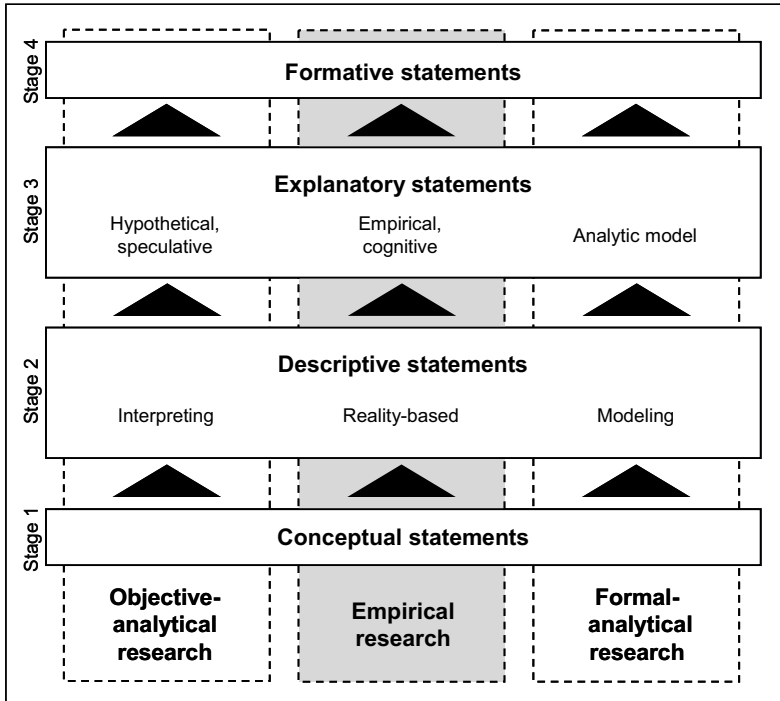 Stage 4
Formative statements
Stage 3
Explanatory statements
Hypothetical,
speculative
Empirical,
cognitive
Analytic model
Stage 2
Descriptive statements
Interpreting
Reality-based
Modeling
Stage 1
Conceptual statements
Objective-
analytical
research
Empirical
research
Formal-
analytical
research